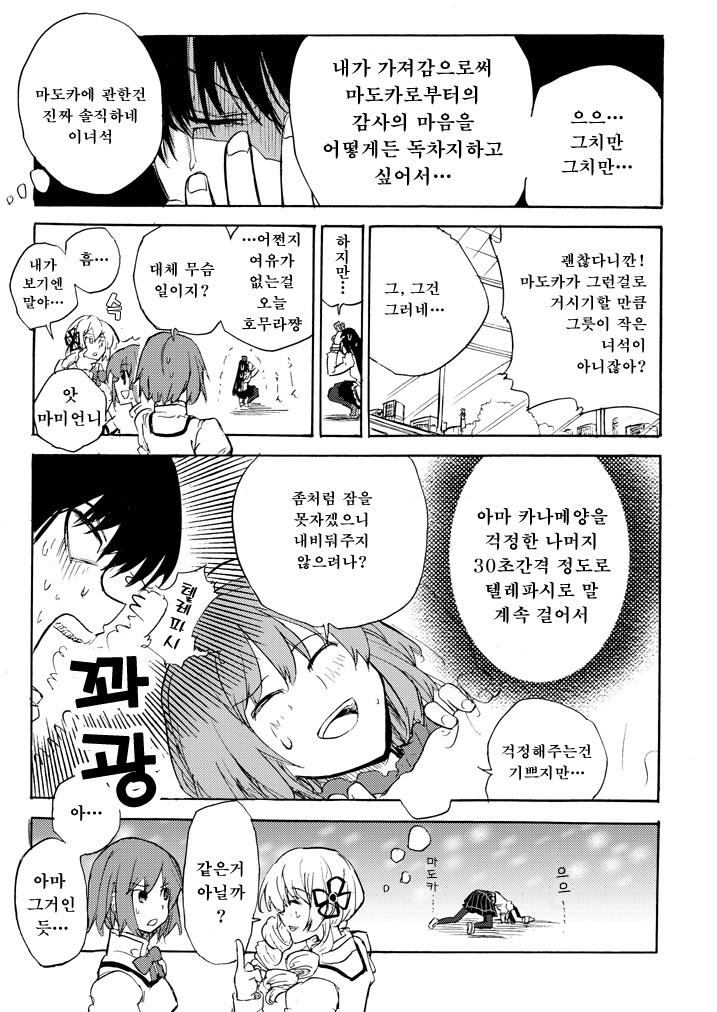 으으…
그치만
그치만…
내가 가져감으로써
마도카로부터의
감사의 마음을
어떻게든 독차지하고
싶어서…
마도카에 관한건
진짜 솔직하네
이녀석
괜찮다니깐!
마도카가 그런걸로
거시기할 만큼
그릇이 작은
녀석이
아니잖아?
그, 그건
그러네…
하지만…
…어쩐지
여유가
없는걸
오늘
호무라쨩
대체 무슨
일이지?
흠…
내가
보기엔
말야…
슥
앗
마미언니
아마 카나메양을
걱정한 나머지
30초간격 정도로
텔레파시로 말
계속 걸어서
좀처럼 잠을
못자겠으니
내비둬주지
않으려나?
텔레파시
걱정해주는건
기쁘지만…
꽈광
으으…
마도카…
같은거
아닐까
?
아…
아마
그거인
듯…